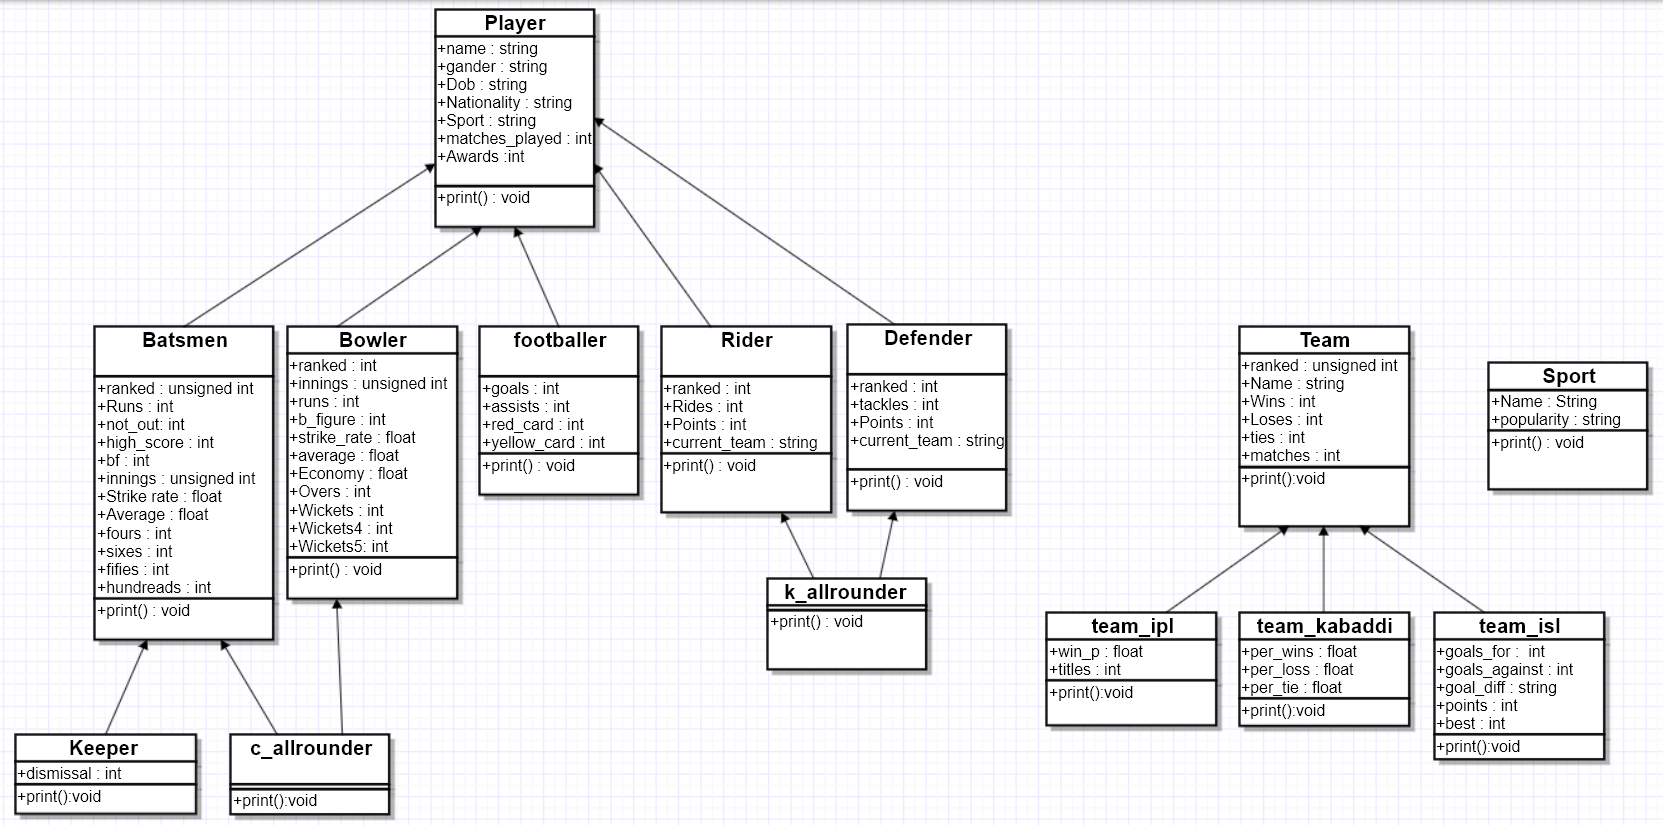 Player
+name : string
+gander : string
+Dob : string
+Nationality : string
+Sport : string
+matches_played : int
+Awards :int
+print() : void
Batsmen
+ranked : unsigned int
+Runs : int
+not_out: int
+high_score : int
+bf : int
+innings : unsigned int
+Strike rate : float
+Average : float
+fours : int
+sixes : int
+fifies : int
+hundreads : int
+print() : void
Bowler
+ranked : int
+innings : unsigned int
+runs : int
+b_figure : int
+strike_rate : float
+average : float
+Economy : float
+Overs : int
+Wickets : int
+Wickets4 : int
+Wickets5: int
+print() : void
footballer
+goals : int
+assists : int
+red_card : int
+yellow_card : int
+print() : void
Rider
+ranked : int
+Rides : int
+Points : int
+current_team : string
+print() : void
Defender
+ranked : int
+tackles : int
+Points : int
+current_team : string
+print() : void
Team
+ranked : unsigned int
+Name : string
+Wins : int
+Loses : int
+ties : int
+matches : int
+print():void
Sport
+Name : String
+popularity : string
+print() : void
k_allrounder
+print() : void
team_ipl
+win_p : float
+titles : int
+print():void
team_kabaddi
+per_wins : float
+per_loss : float
+per_tie : float
+print():void
team_isl
+goals_for :  int
+goals_against : int
+goal_diff : string
+points : int
+best : int
+print():void
Keeper
+dismissal : int
+print():void
c_allrounder
+print():void